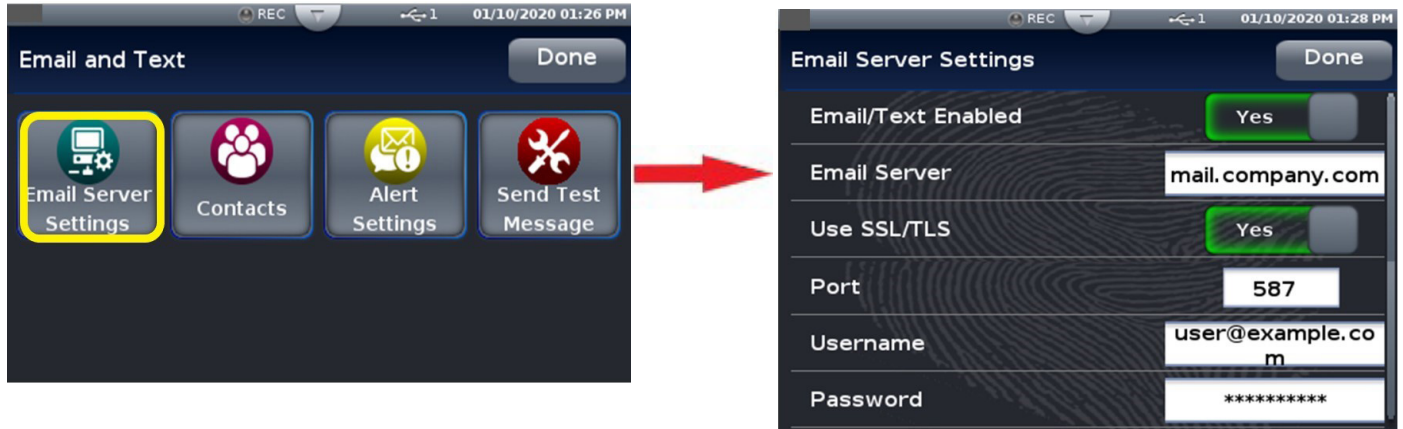 REC 1 01/10/2020 01:26 PM
Email and Text
Done
Email Server
Settings
Contacts
Alert
Settings
Send Test
Message
REC 1 01/10/2020 01:28 PM
Email Server Settings
Done
Email/Text Enabled
Yes
Email Server
mail.company.com
Use SSL/TLS
Yes
Port
587
Username
user@example.co
m
Password
**********